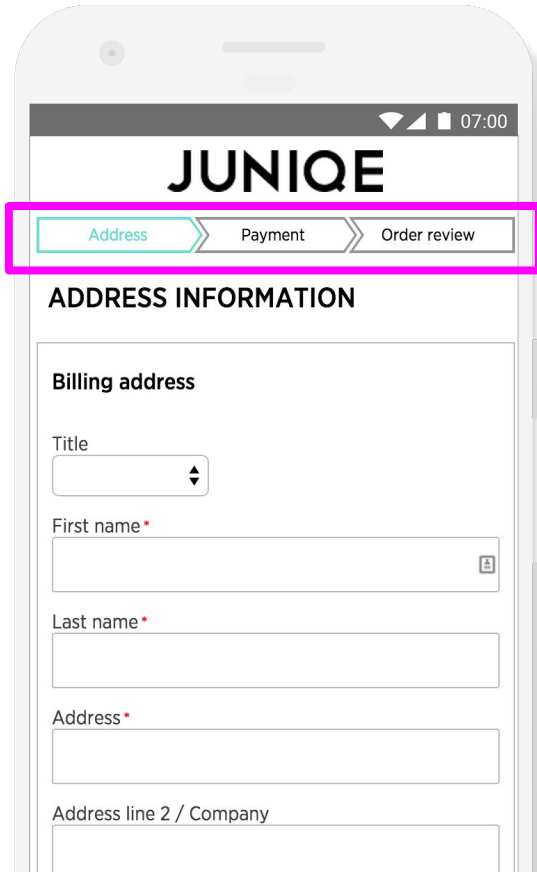 07:00
JUNIQE
Address Payment Order review
ADDRESS INFORMATION
Billing address
Title
First name *
Last name *
Address *
Address line 2 / Company